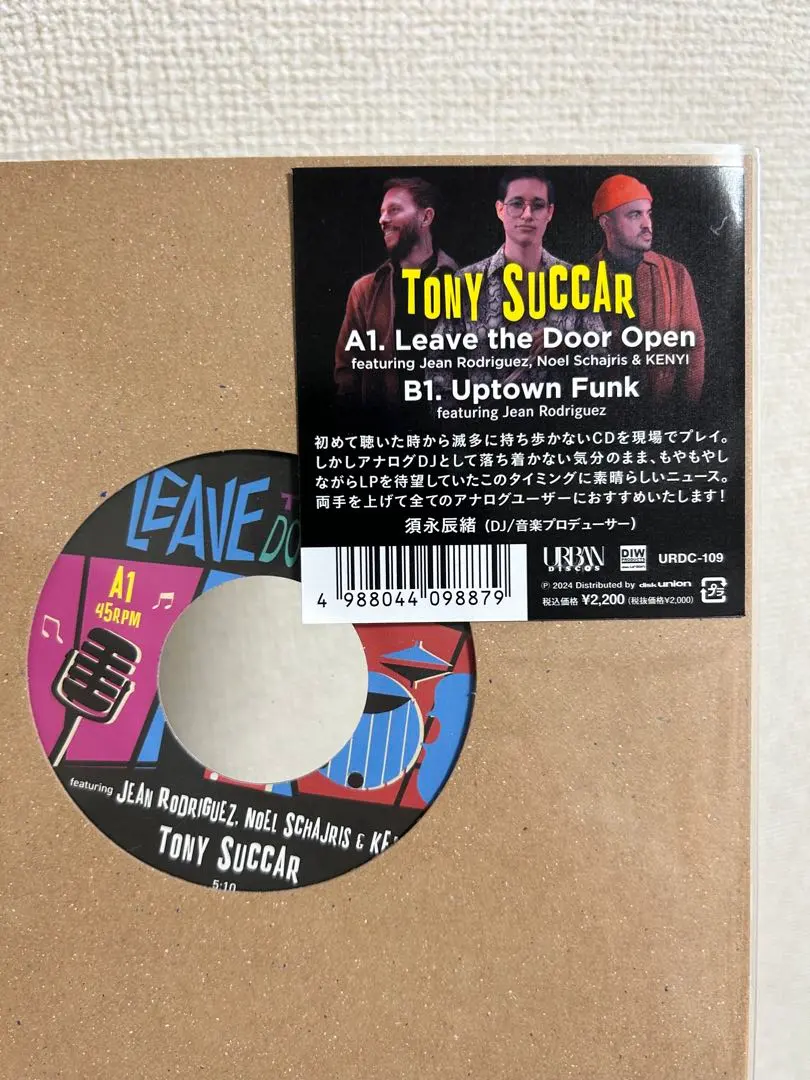 TONY SUCCAR
A1. Leave the Door Open
featuring Jean Rodriguez, Noel Schajris & KENYI
B1. Uptown Funk
featuring Jean Rodriguez
初めて聴いた時から滅多に持ち歩かないCDを現場でプレイ。
しかしアナログDJとして落ち着かない気分のまま、もやもやし
ながらLPを待望していたこのタイミングに素晴らしいニュース。
両手を上げて全てのアナログユーザーにおすすめいたします！
須永辰緒（DJ/音楽プロデューサー）
URBAN
DISCOS
DIW
PRODUCTS
disk union
URDC-109
℗ 2024 Distributed by disk union
税込価格 ¥2,200（税抜価格¥2,000）
プラ
4 988044 098879
LEAVE
DO
A1
45RPM
featuring JEAN RODRIGUEZ, NOEL SCHAJRIS & KE
TONY SUCCAR
5:10